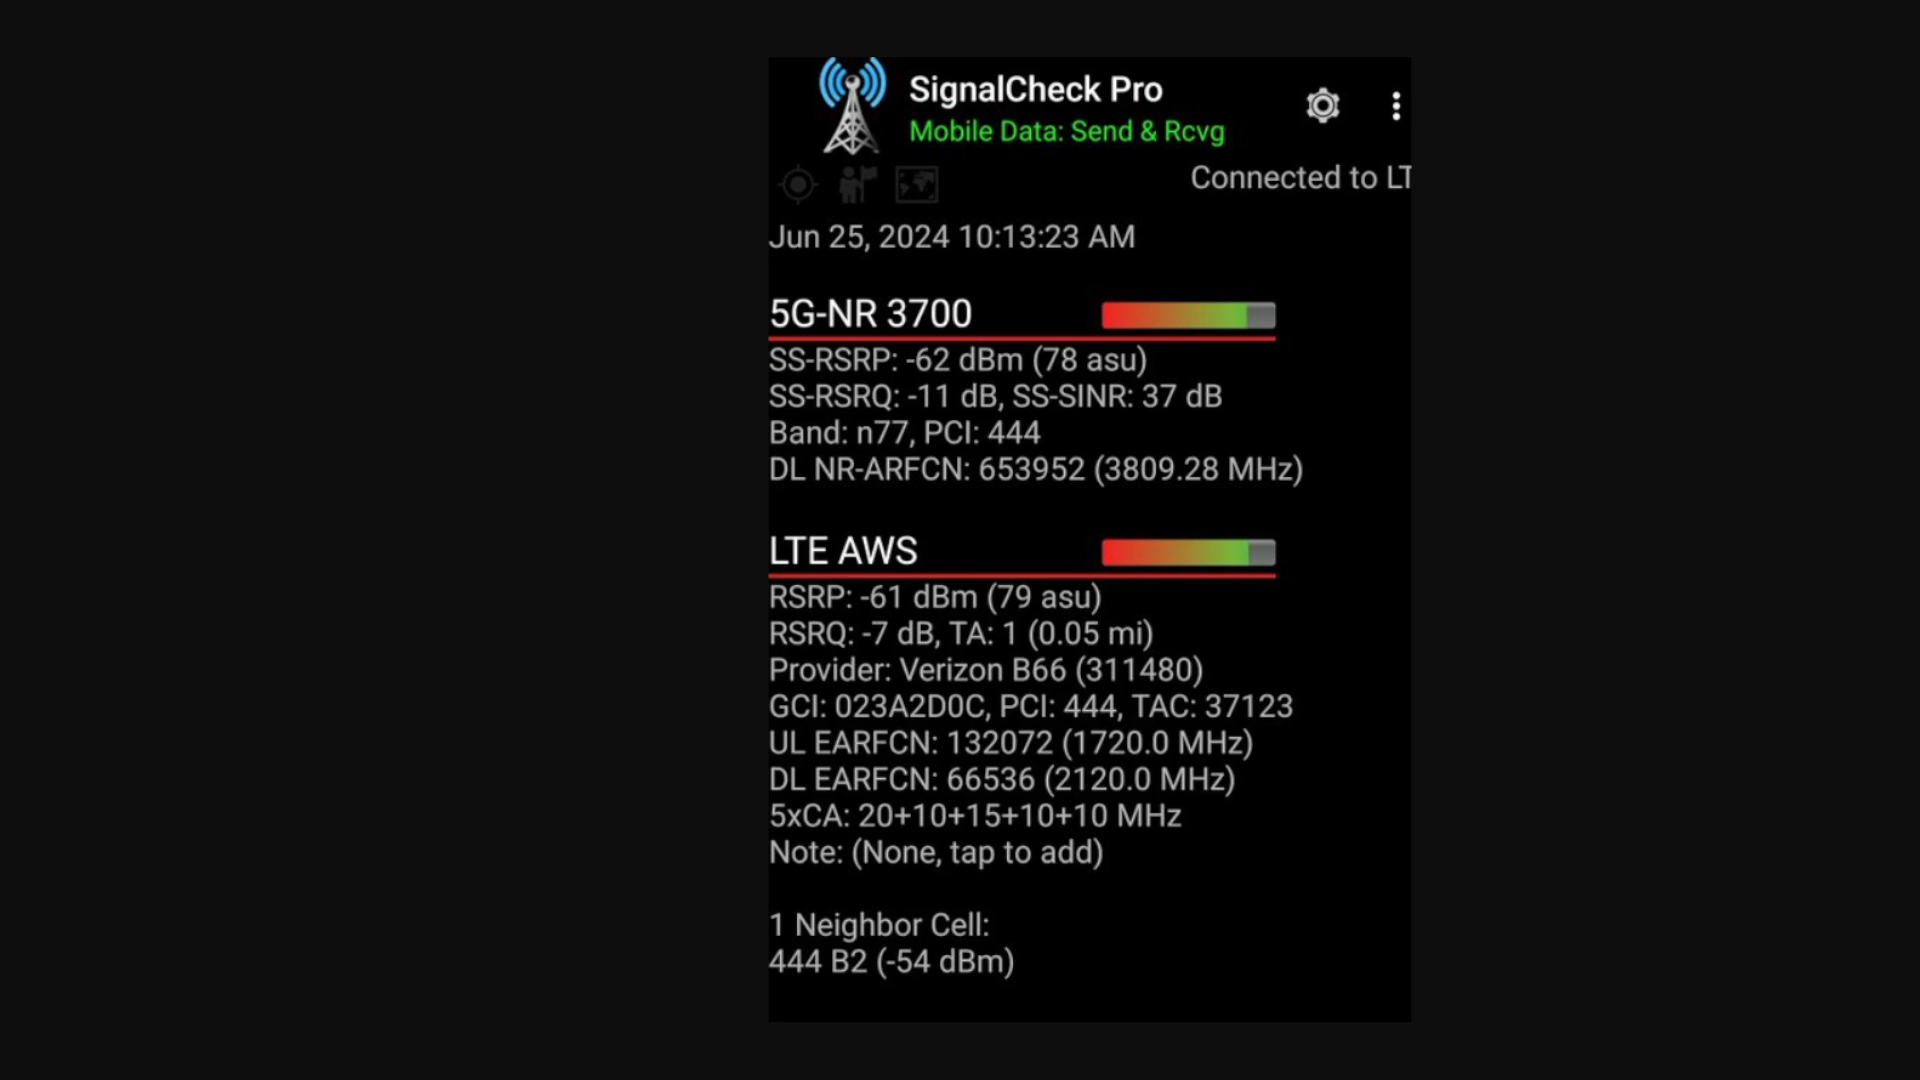 SignalCheck Pro
Mobile Data: Send & Rcvg
Connected to LT
Jun 25, 2024 10:13:23 AM
5G-NR 3700
SS-RSRP: -62 dBm (78 asu)
SS-RSRQ: -11 dB, SS-SINR: 37 dB
Band: n77, PCI: 444
DL NR-ARFCN: 653952 (3809.28 MHz)
LTE AWS
RSRP: -61 dBm (79 asu)
RSRQ: -7 dB, TA: 1 (0.05 mi)
Provider: Verizon B66 (311480)
GCI: 023A2D0C, PCI: 444, TAC: 37123
UL EARFCN: 132072 (1720.0 MHz)
DL EARFCN: 66536 (2120.0 MHz)
5xCA: 20+10+15+10+10 MHz
Note: (None, tap to add)
1 Neighbor Cell:
444 B2 (-54 dBm)